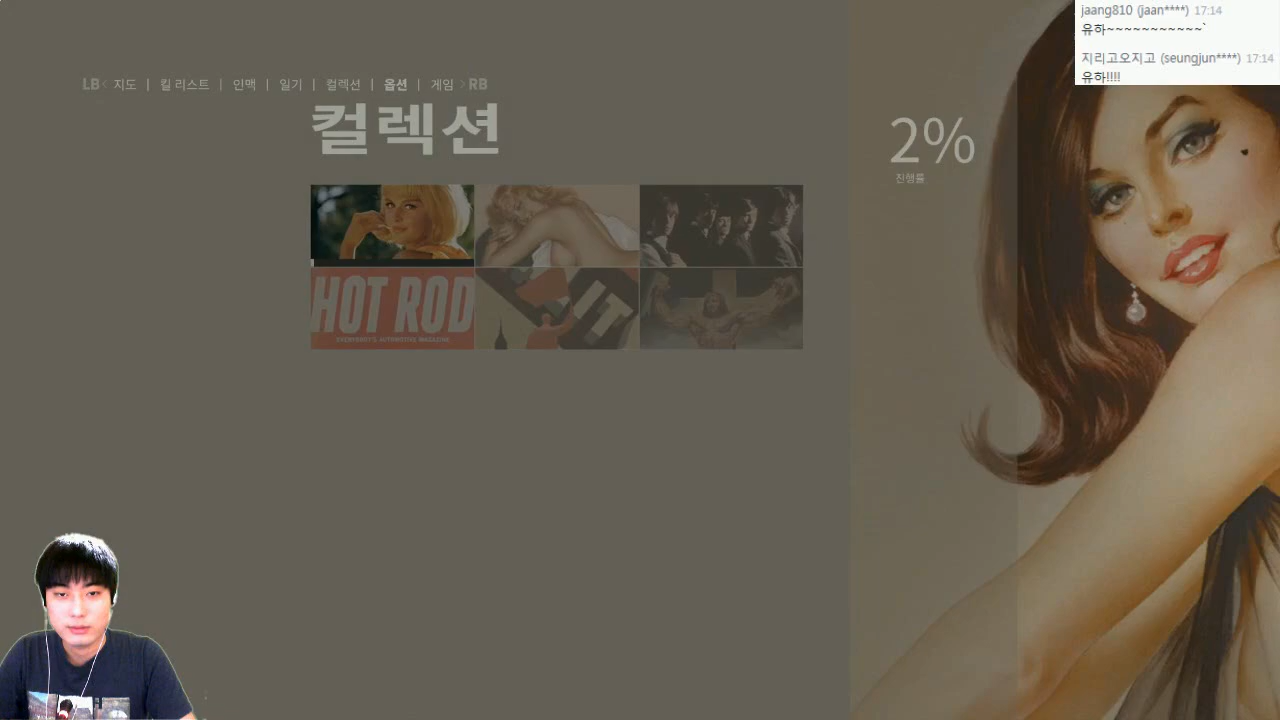 jaang810 (jaan****) 17:14
유하~~~~~~~~~~~`
지리고오지고 (seungjun****) 17:14
유하!!!!
LB< 지도 | 킬 리스트 | 인맥 | 일기 | 컬렉션 | 옵션 | 게임 >RB
컬렉션
2%
진행률
HOT ROD
EVERYBODY'S AUTOMOTIVE MAGAZINE
IT